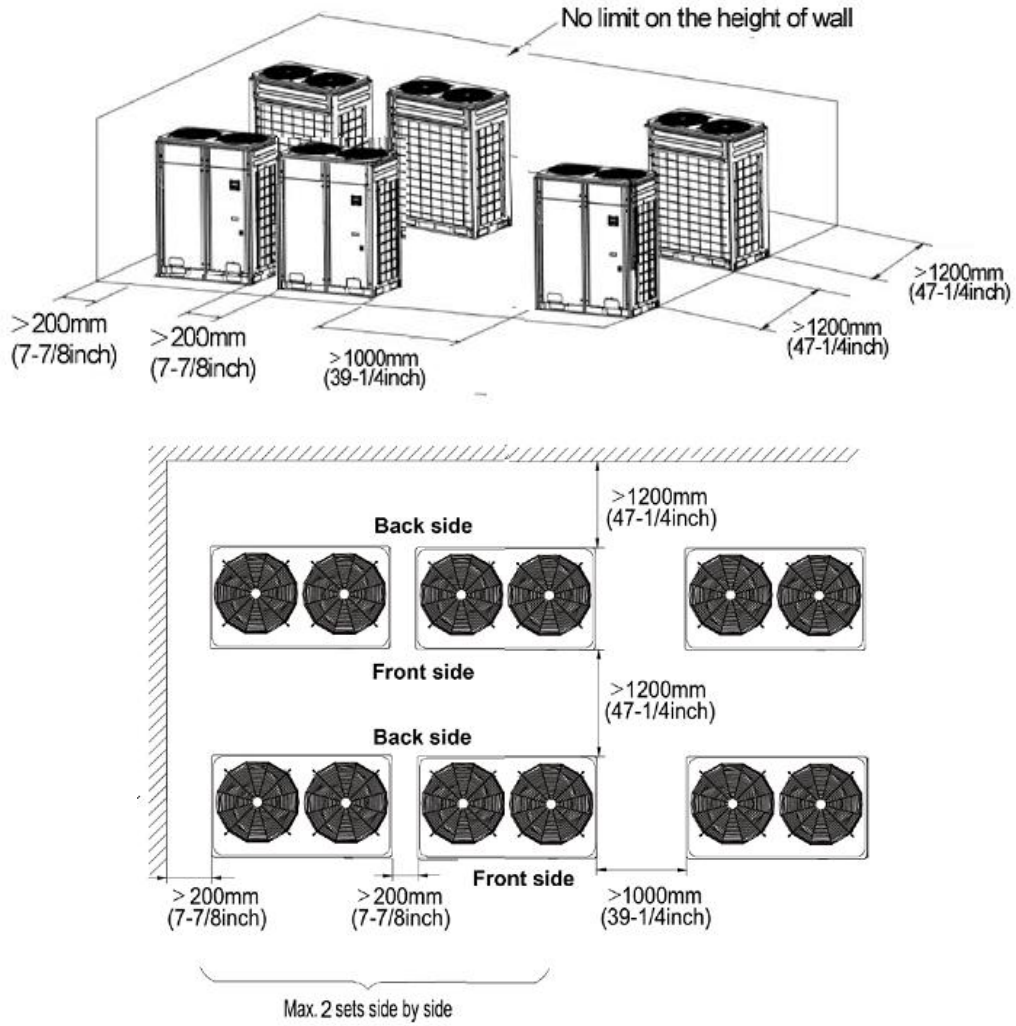 No limit on the height of wall
>1200mm
(47-1/4inch)
>200mm
(7-7/8inch)
>200mm
(7-7/8inch)
>1000mm
(39-1/4inch)
>1200mm
(47-1/4inch)
>1200mm
(47-1/4inch)
Back side
Front side
>1200mm
(47-1/4inch)
Back side
Front side
>200mm
(7-7/8inch)
>200mm
(7-7/8inch)
>1000mm
(39-1/4inch)
Max. 2 sets side by side